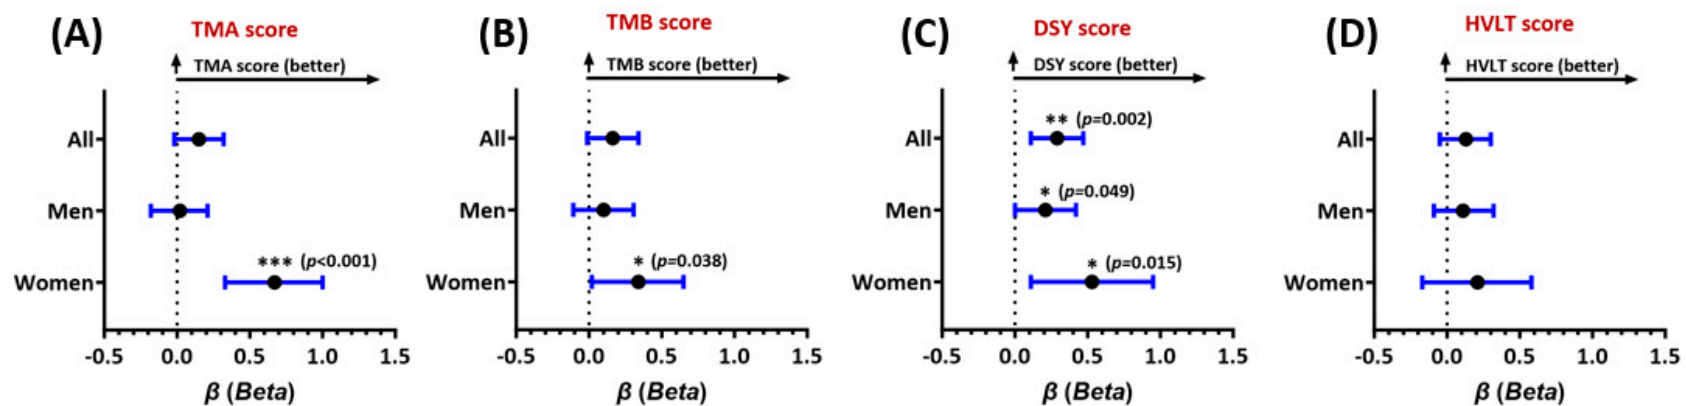 (A)
TMA score
TMA score (better)
All
Men
Women
*** (p<0.001)
-0.5 0.0 0.5 1.0 1.5
β (Beta)
(B)
TMB score
TMB score (better)
All
Men
Women
* (p=0.038)
-0.5 0.0 0.5 1.0 1.5
β (Beta)
(C)
DSY score
DSY score (better)
All
** (p=0.002)
Men
* (p=0.049)
Women
* (p=0.015)
-0.5 0.0 0.5 1.0 1.5
β (Beta)
(D)
HVLT score
HVLT score (better)
All
Men
Women
-0.5 0.0 0.5 1.0 1.5
β (Beta)